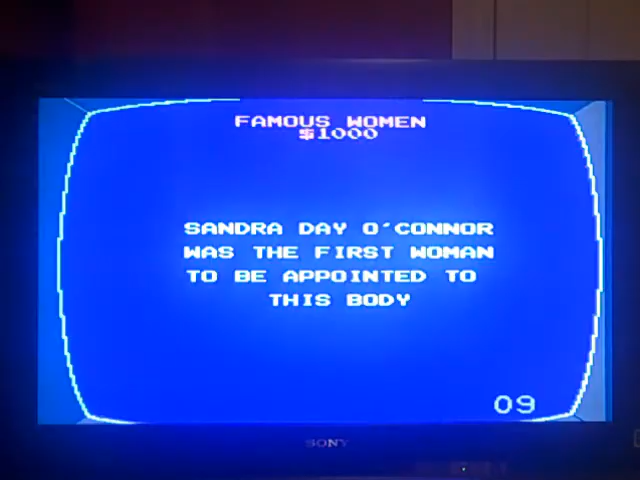 FAMOUS WOMEN
$1000
SANDRA DAY O'CONNOR
WAS THE FIRST WOMAN
TO BE APPOINTED TO
THIS BODY
09
SONY